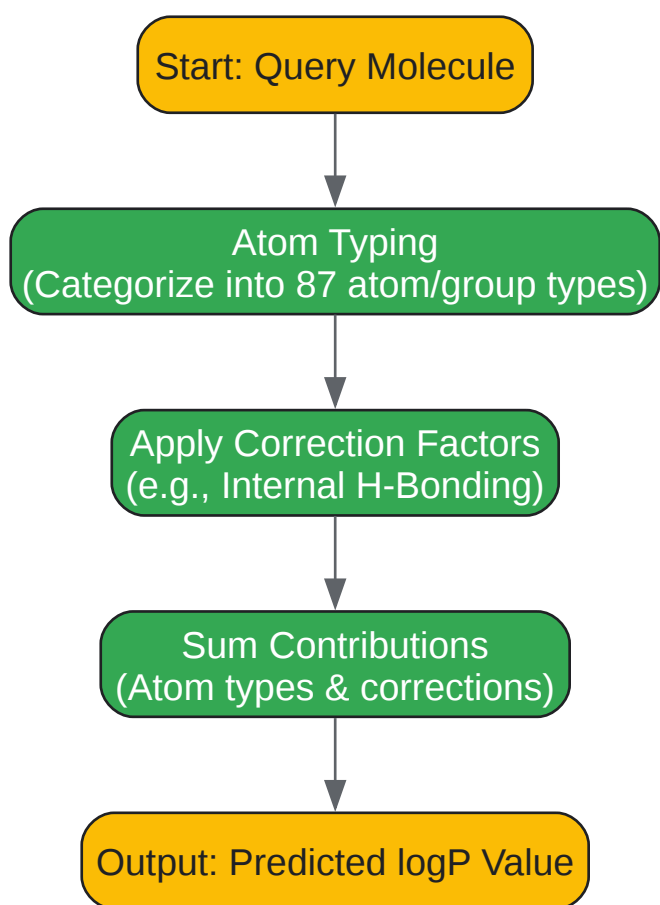 Start: Query Molecule
Atom Typing
(Categorize into 87 atom/group types)
Apply Correction Factors
(e.g., Internal H-Bonding)
Sum Contributions
(Atom types & corrections)
Output: Predicted logP Value